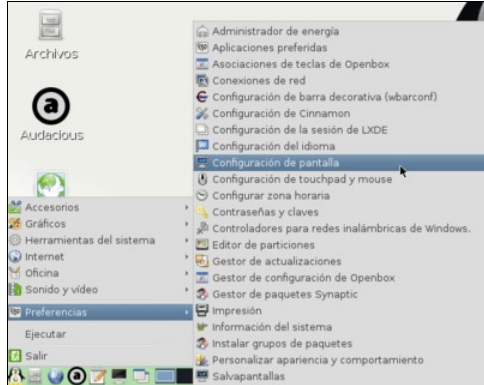 Archivos
Audacious
Accesorios
Gráficos
Herramientas del sistema
Internet
Oficina
Sonido y vídeo
Preferencias
Ejecutar
Salir
Administrador de energía
Aplicaciones preferidas
Asociaciones de teclas de Openbox
Conexiones de red
Configuración de barra decorativa (wbarconf)
Configuración de Cinnamon
Configuración de la sesión de LXDE
Configuración del idioma
Configuración de pantalla
Configuración de touchpad y mouse
Configurar zona horaria
Contraseñas y claves
Controladores para redes inalámbricas de Windows.
Editor de particiones
Gestor de actualizaciones
Gestor de configuración de Openbox
Gestor de paquetes Synaptic
Impresión
Información del sistema
Instalar grupos de paquetes
Personalizar apariencia y comportamiento
Salvapantallas